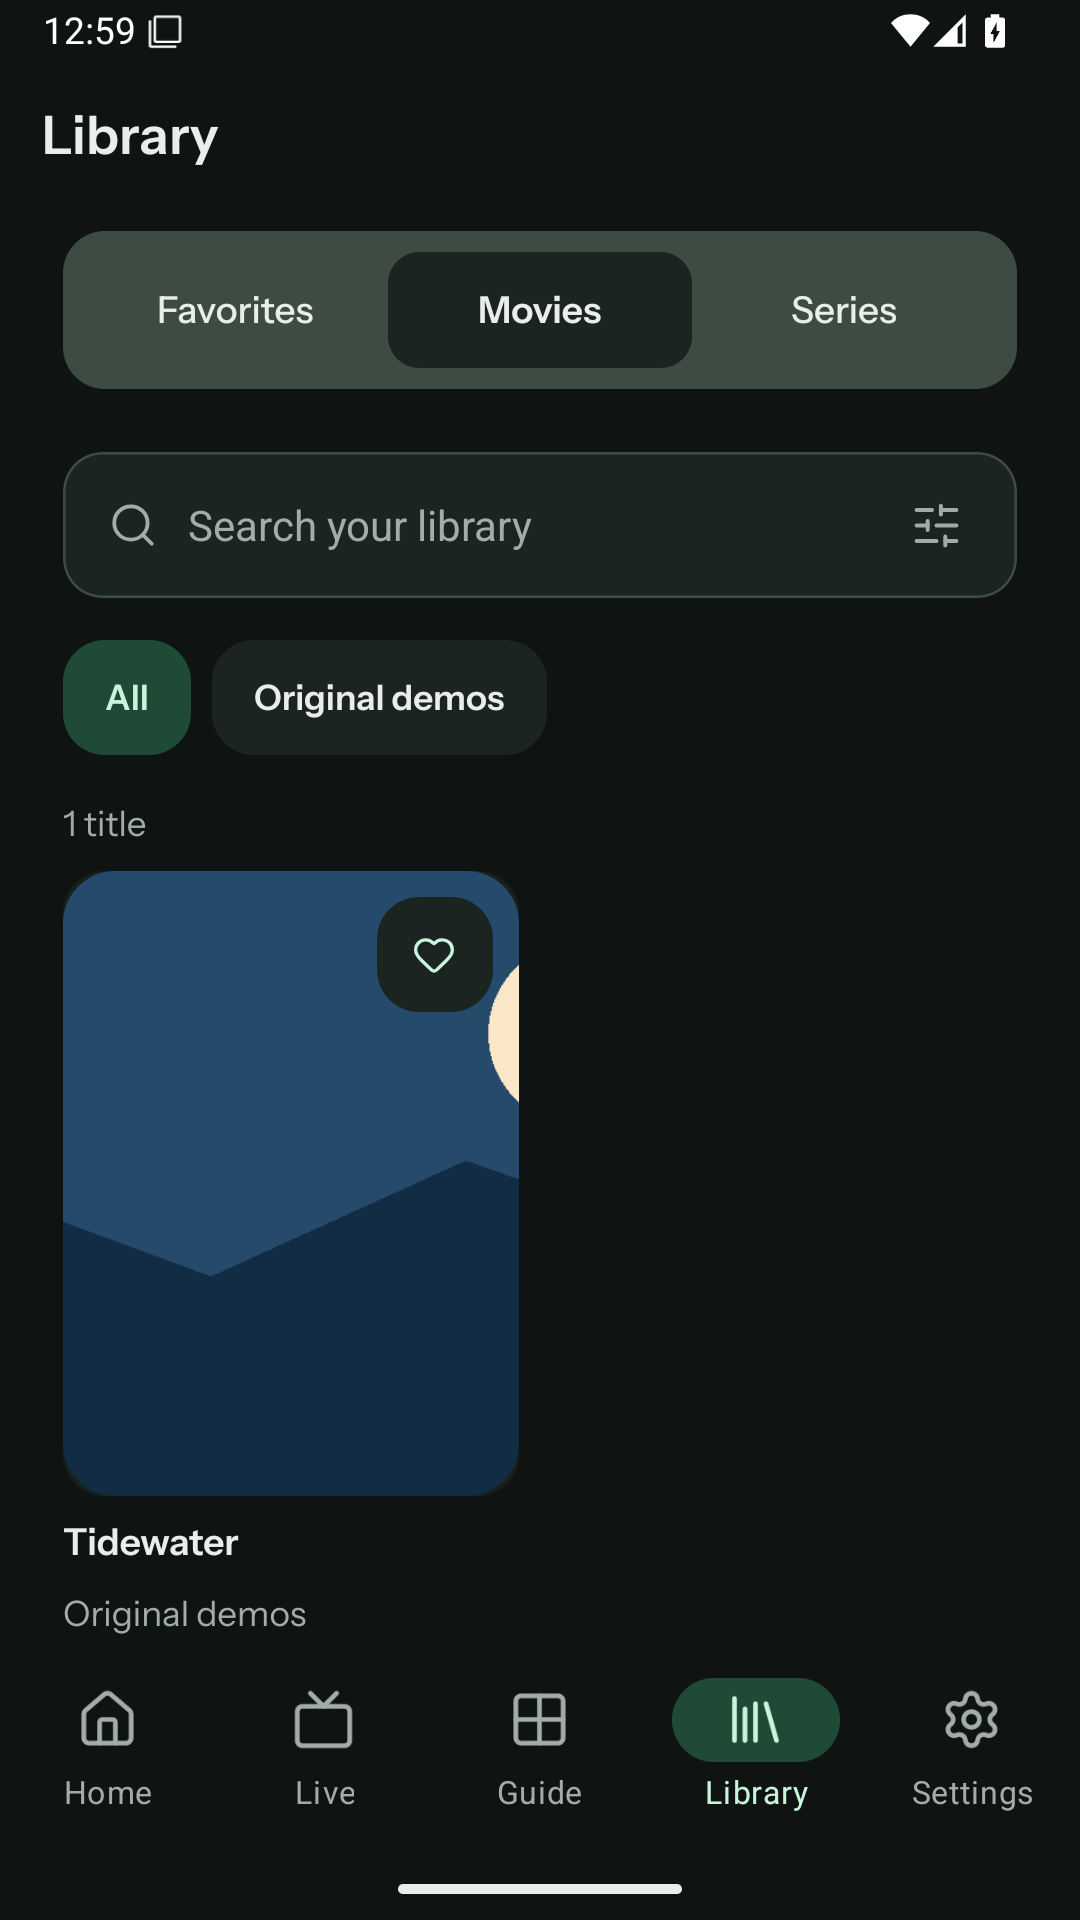 12:59
Library
Favorites Movies Series
Search your library
All Original demos
1 title
Tidewater
Original demos
Home Live Guide Library Settings